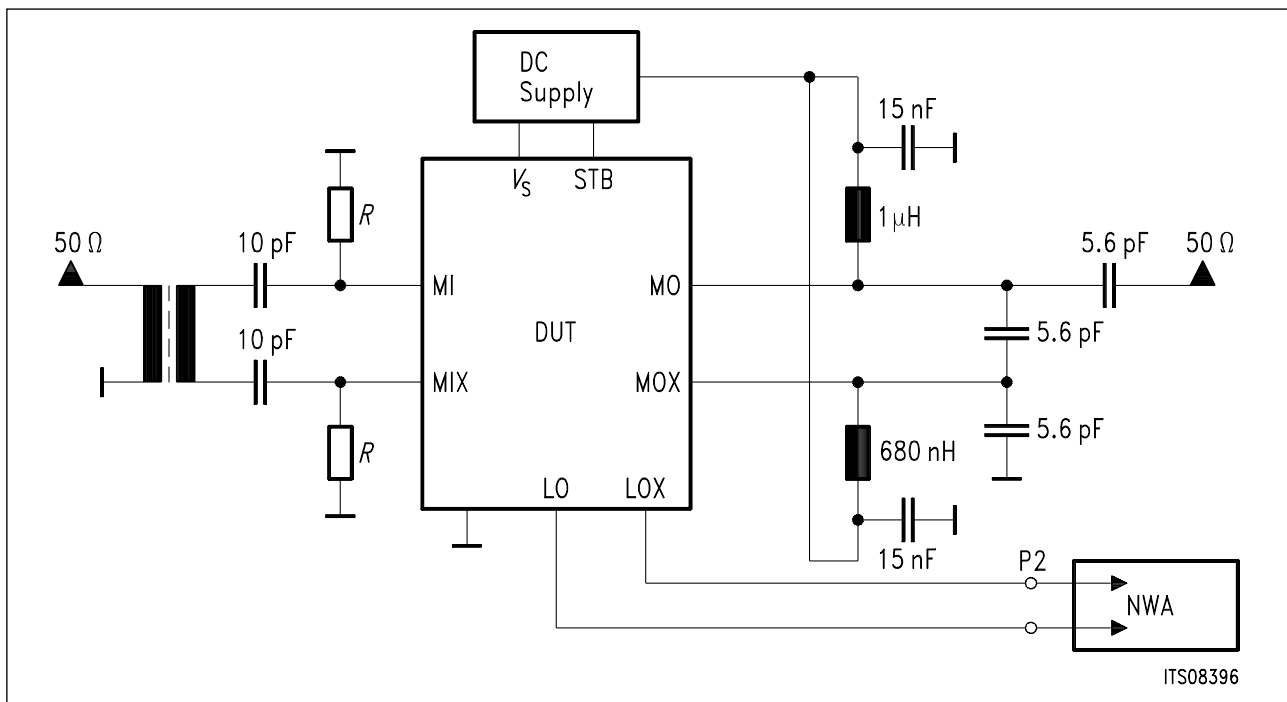 DC
Supply
15 nF
V_S STB
R
1 µH
50 Ω
10 pF
5.6 pF
50 Ω
MI
MO
10 pF
DUT
5.6 pF
MIX
MOX
5.6 pF
R
680 nH
LO
LOX
15 nF
P2
NWA
ITS08396